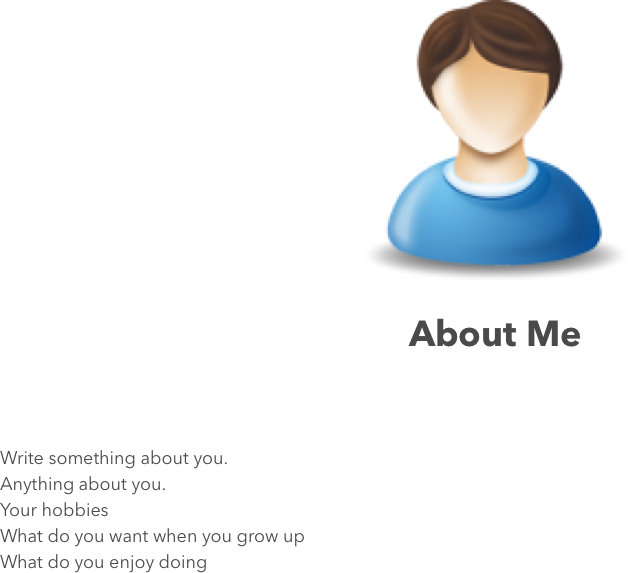 About Me
Write something about you.
Anything about you.
Your hobbies
What do you want when you grow up
What do you enjoy doing